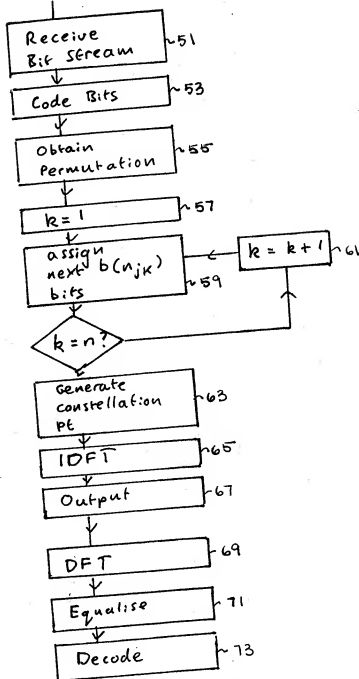 Receive
Bit Stream
51
Code Bits
53
Obtain
Permutation
55
k=1
57
assign
next b(njk)
bits
59
k = k+1
61
k=n?
Generate
constellation
pt
63
IDFT
65
Output
67
DFT
69
Equalise
71
Decode
73